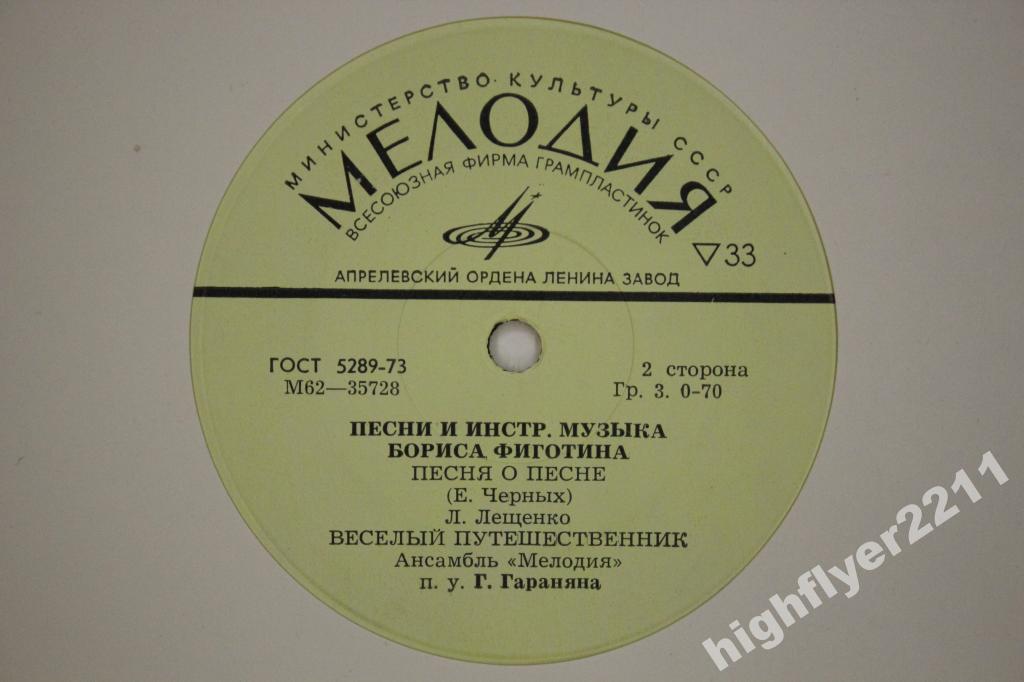 МИНИСТЕРСТВО КУЛЬТУРЫ СССР
МЕЛОДИЯ
ВСЕСОЮЗНАЯ ФИРМА ГРАМПЛАСТИНОК
▽33
АПРЕЛЕВСКИЙ ОРДЕНА ЛЕНИНА ЗАВОД
ГОСТ 5289-73
М62—35728
2 сторона
Гр. 3. 0-70
ПЕСНИ И ИНСТР. МУЗЫКА
БОРИСА ФИГОТИНА
ПЕСНЯ О ПЕСНЕ
(Е. Черных)
Л. Лещенко
ВЕСЕЛЫЙ ПУТЕШЕСТВЕННИК
Ансамбль «Мелодия»
п. у. Г. Гараняна
highflyer2211